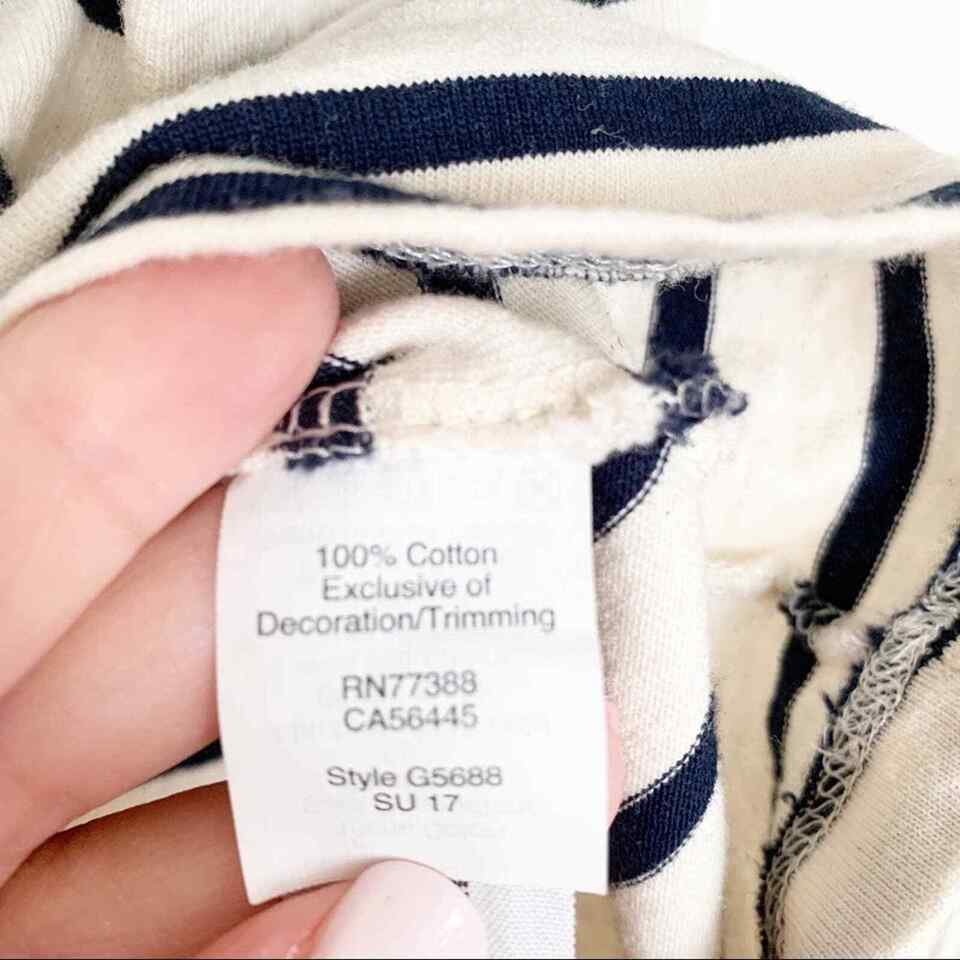 100% Cotton
Exclusive of
Decoration/Trimming
RN77388
CA56445
Style G5688
SU 17